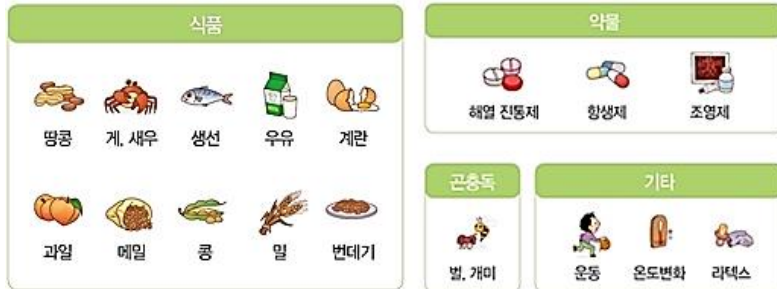 식품
땅콩 게, 새우 생선 우유 계란
과일 메밀 콩 밀 번데기
약물
해열 진통제 항생제 조영제
곤충독
벌, 개미
기타
운동 온도변화 라텍스